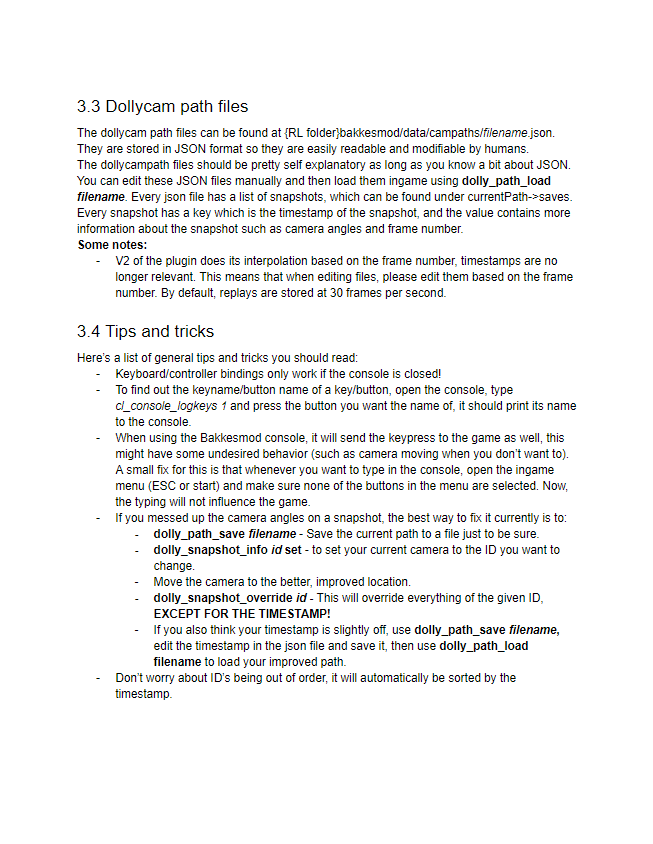 3.3 Dollycam path files
The dollycam path files can be found at {RL folder}bakkesmod/data/campaths/filename.json.
They are stored in JSON format so they are easily readable and modifiable by humans.
The dollycampath files should be pretty self explanatory as long as you know a bit about JSON.
You can edit these JSON files manually and then load them ingame using dolly_path_load
filename. Every json file has a list of snapshots, which can be found under currentPath->saves.
Every snapshot has a key which is the timestamp of the snapshot, and the value contains more
information about the snapshot such as camera angles and frame number.
Some notes:
- V2 of the plugin does its interpolation based on the frame number, timestamps are no
longer relevant. This means that when editing files, please edit them based on the frame
number. By default, replays are stored at 30 frames per second.
3.4 Tips and tricks
Here's a list of general tips and tricks you should read:
- Keyboard/controller bindings only work if the console is closed!
- To find out the keyname/button name of a key/button, open the console, type
cl_console_logkeys 1 and press the button you want the name of, it should print its name
to the console.
- When using the Bakkesmod console, it will send the keypress to the game as well, this
might have some undesired behavior (such as camera moving when you don't want to).
A small fix for this is that whenever you want to type in the console, open the ingame
menu (ESC or start) and make sure none of the buttons in the menu are selected. Now,
the typing will not influence the game.
- If you messed up the camera angles on a snapshot, the best way to fix it currently is to:
- dolly_path_save filename - Save the current path to a file just to be sure.
- dolly_snapshot_info id set - to set your current camera to the ID you want to
change.
- Move the camera to the better, improved location.
- dolly_snapshot_override id - This will override everything of the given ID,
EXCEPT FOR THE TIMESTAMP!
- If you also think your timestamp is slightly off, use dolly_path_save filename,
edit the timestamp in the json file and save it, then use dolly_path_load
filename to load your improved path.
- Don't worry about ID's being out of order, it will automatically be sorted by the
timestamp.